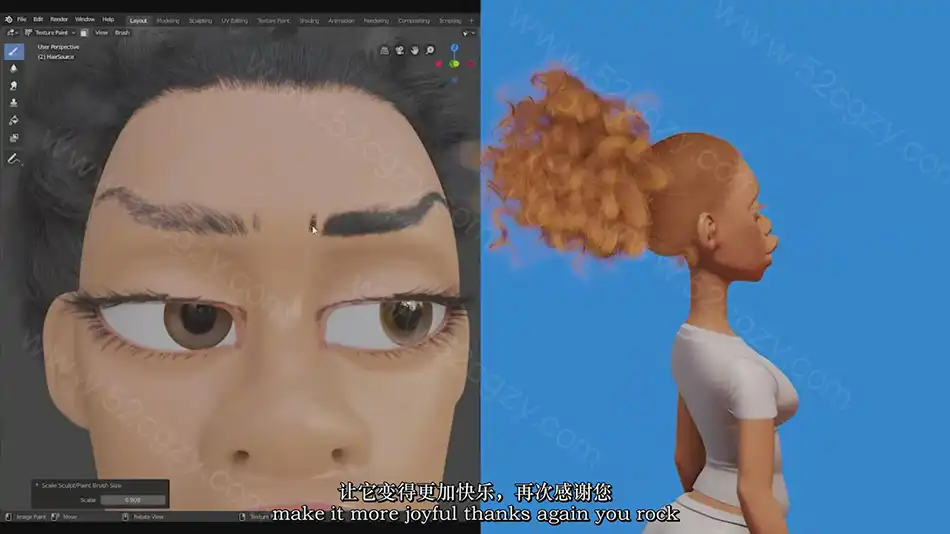 File Edit Render Window Help
Layout Modeling Sculpting UV Editing Texture Paint Shading Animation Rendering Compositing Scripting +
Texture Paint View Brush
User Perspective
(2) HairSource
Z
www.52cgzy.com
Scale Sculpt/Paint Brush Size
Scale 0.909
Image Paint Move Rotate View
让它变得更加快乐，再次感谢您
make it more joyful thanks again you rock